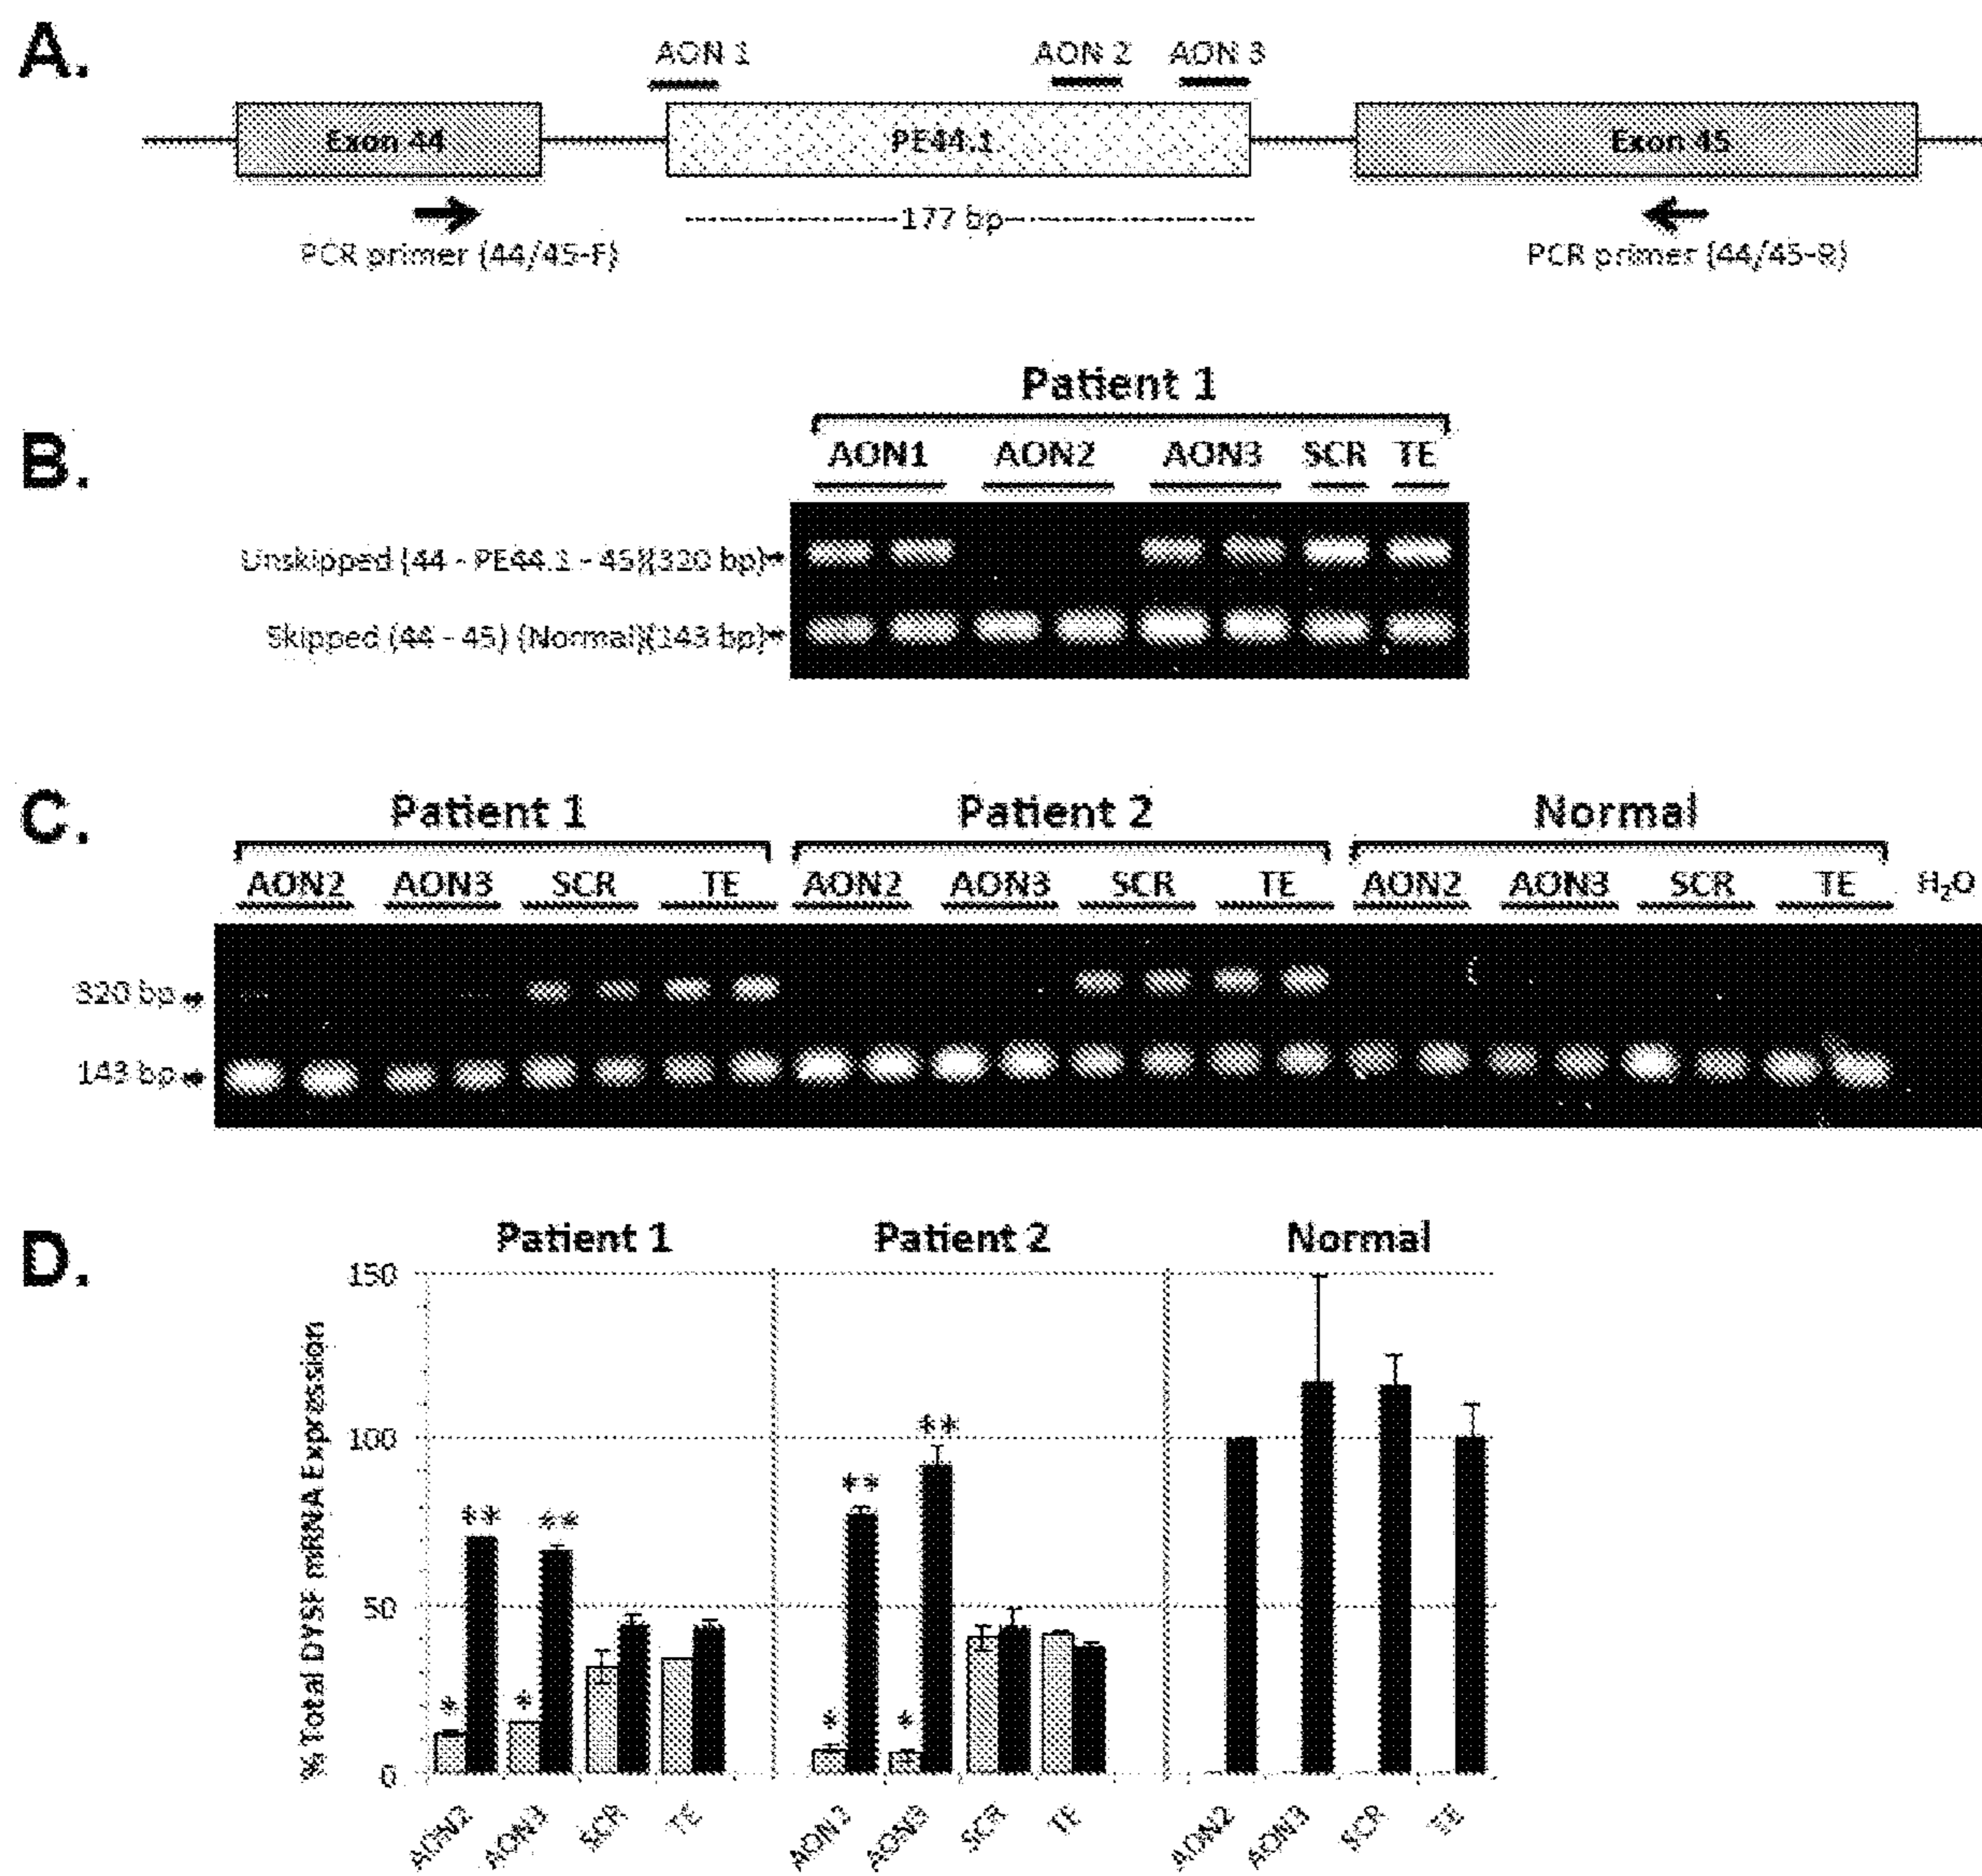 A.
AON 1 AON 2 AON 3
Exon 44 PE44.1 Exon 45
177 bp
PCR primer (44/45-F) PCR primer (44/45-R)
B.
Patient 1
AON1 AON2 AON3 SCR TE
Unskipped (44 - PE44.1 - 45)(320 bp)
Skipped (44 - 45) (Normal)(143 bp)
C.
Patient 1 Patient 2 Normal
AON2 AON3 SCR TE AON2 AON3 SCR TE AON2 AON3 SCR TE H₂O
320 bp
143 bp
D.
Patient 1 Patient 2 Normal
% Total DYSF mRNA Expression
150
100
50
0
** ** ** **
* * * *
AON2 AON3 SCR TE AON2 AON3 SCR TE AON2 AON3 SCR TE